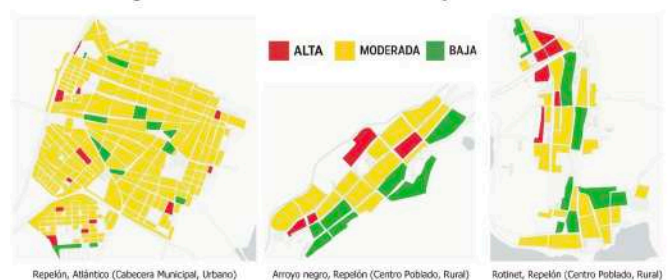 ALTA MODERADA BAJA
Repelón, Atlántico (Cabecera Municipal, Urbano) Arroyo negro, Repelón (Centro Poblado, Rural) Rotinet, Repelón (Centro Poblado, Rural)